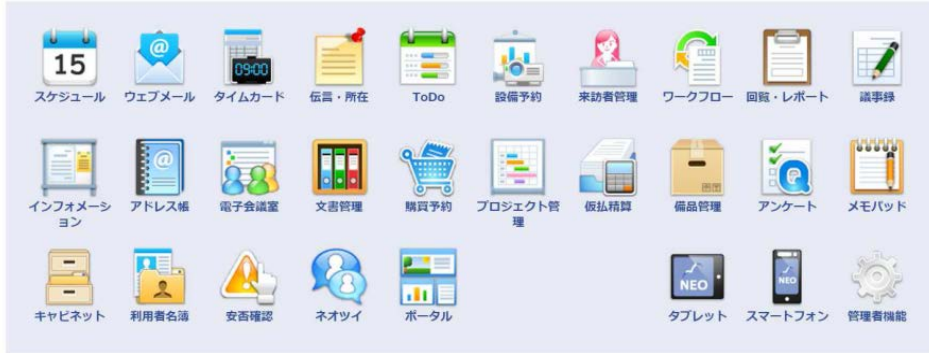 15
@
09:00
スケジュール
ウェブメール
タイムカード
伝言・所在
ToDo
設備予約
来訪者管理
ワークフロー
回覧・レポート
議事録
@
Q
インフォメーシ
ョン
アドレス帳
電子会議室
文書管理
購買予約
プロジェクト管
理
仮払精算
備品管理
アンケート
メモパッド
NEO
NEO
キャビネット
利用者名簿
安否確認
ネオツイ
ポータル
タブレット
スマートフォン
管理者機能